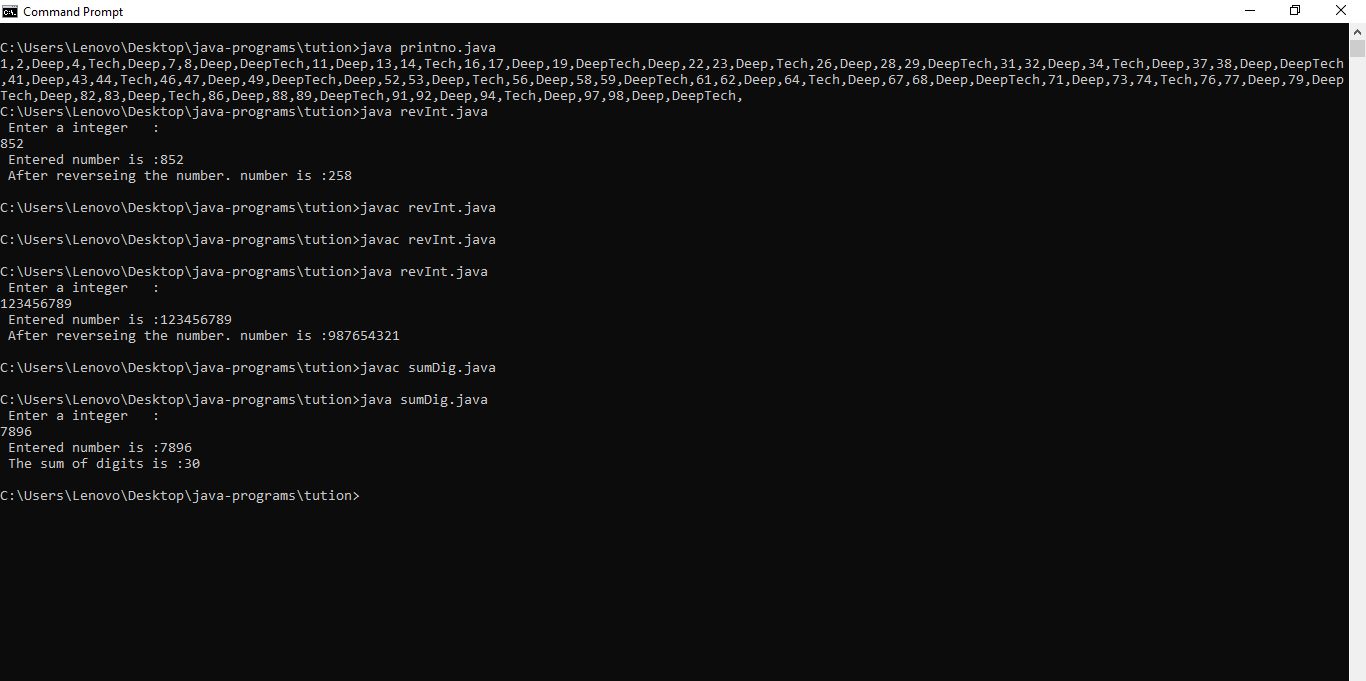 Command Prompt
C:\Users\Lenovo\Desktop\java-programs\tution>java printno.java
1,2,Deep,4,Tech,Deep,7,8,Deep,DeepTech,11,Deep,13,14,Tech,16,17,Deep,19,DeepTech,Deep,22,23,Deep,Tech,26,Deep,28,29,DeepTech,31,32,Deep,34,Tech,Deep,37,38,Deep,DeepTech
,41,Deep,43,44,Tech,46,47,Deep,49,DeepTech,Deep,52,53,Deep,Tech,56,Deep,58,59,DeepTech,61,62,Deep,64,Tech,Deep,67,68,Deep,DeepTech,71,Deep,73,74,Tech,76,77,Deep,79,Deep
Tech,Deep,82,83,Deep,Tech,86,Deep,88,89,DeepTech,91,92,Deep,94,Tech,Deep,97,98,Deep,DeepTech,
C:\Users\Lenovo\Desktop\java-programs\tution>java revInt.java
 Enter a integer   :
852
 Entered number is :852
 After reverseing the number. number is :258
C:\Users\Lenovo\Desktop\java-programs\tution>javac revInt.java
C:\Users\Lenovo\Desktop\java-programs\tution>javac revInt.java
C:\Users\Lenovo\Desktop\java-programs\tution>java revInt.java
 Enter a integer   :
123456789
 Entered number is :123456789
 After reverseing the number. number is :987654321
C:\Users\Lenovo\Desktop\java-programs\tution>javac sumDig.java
C:\Users\Lenovo\Desktop\java-programs\tution>java sumDig.java
 Enter a integer   :
7896
 Entered number is :7896
 The sum of digits is :30
C:\Users\Lenovo\Desktop\java-programs\tution>